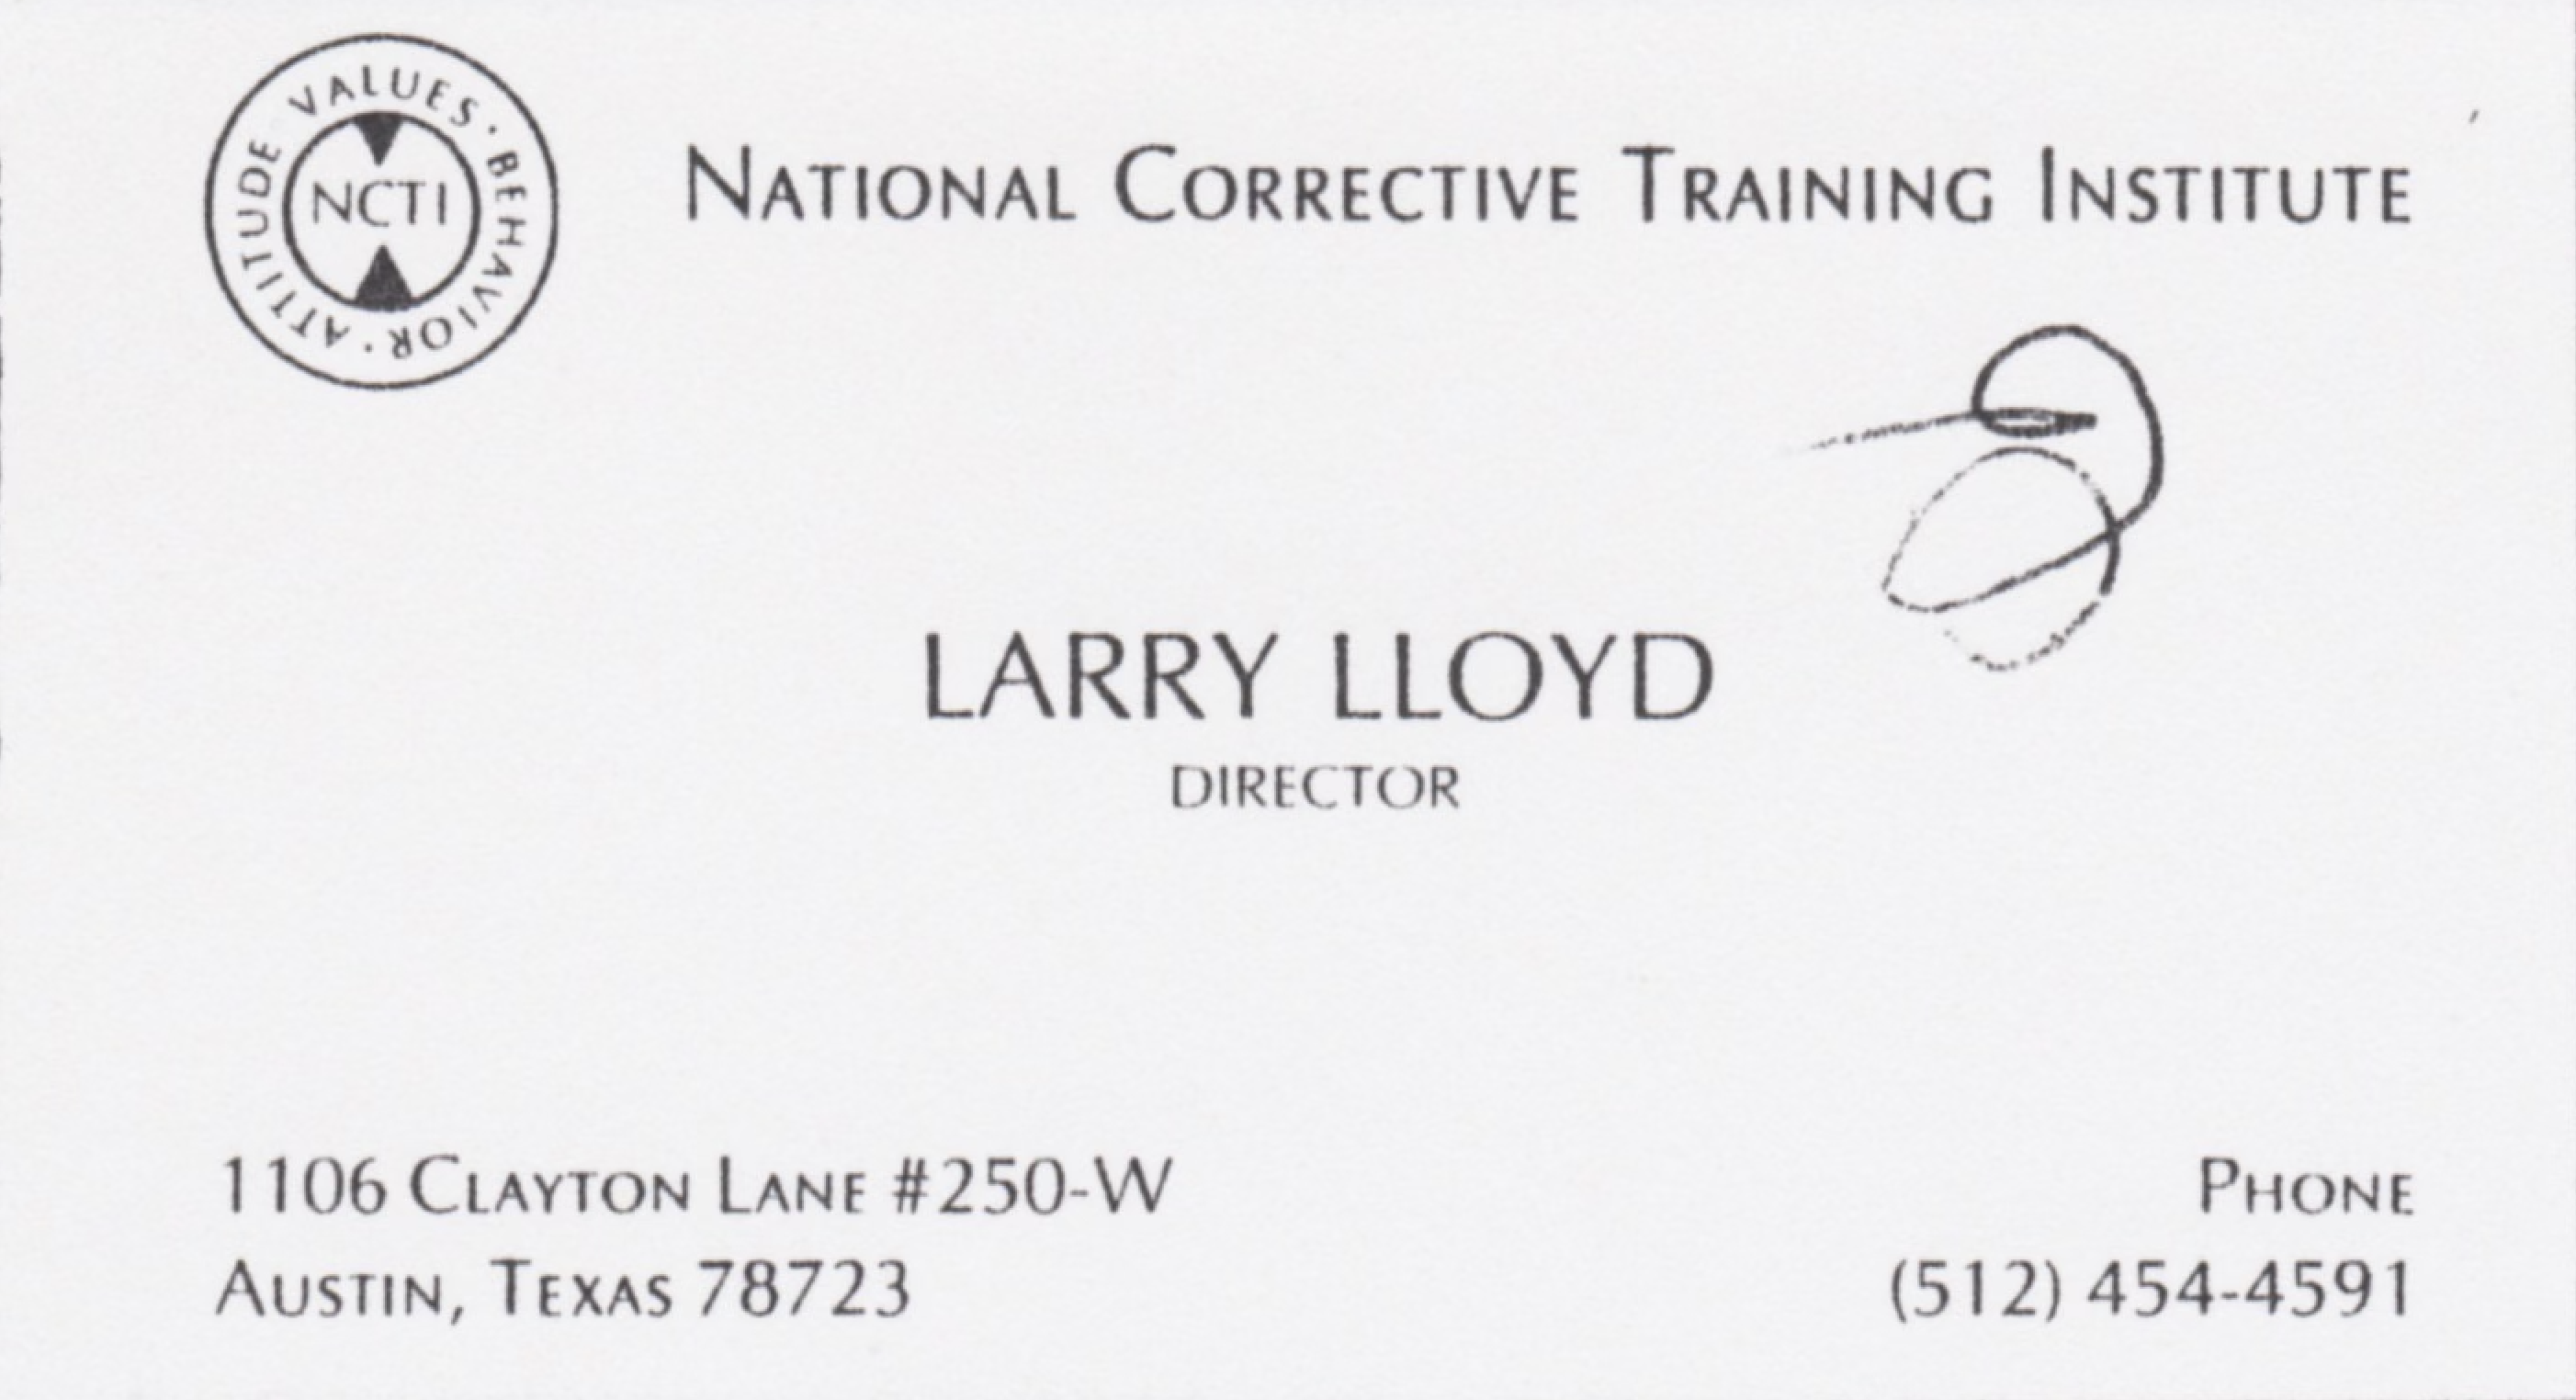 VALUES · BEHAVIOR · ATTITUDE
NCTI
NATIONAL CORRECTIVE TRAINING INSTITUTE
LARRY LLOYD
DIRECTOR
1106 CLAYTON LANE #250-W
AUSTIN, TEXAS 78723
PHONE
(512) 454-4591